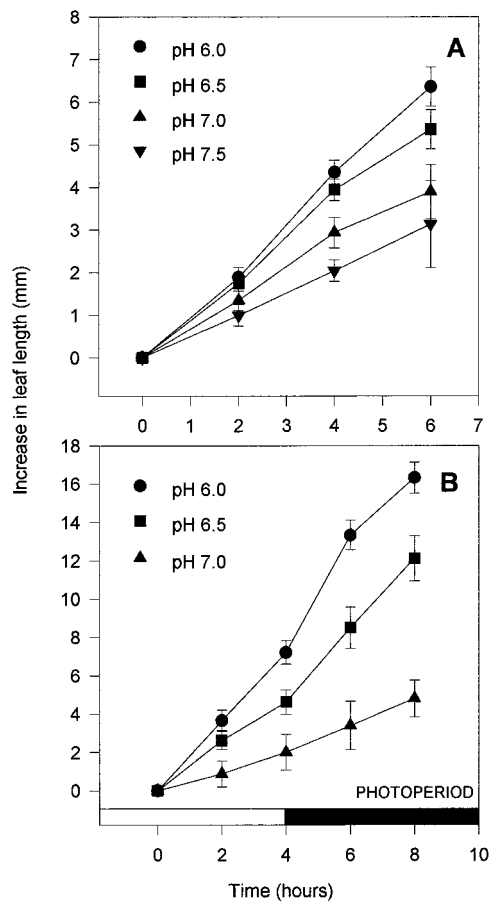 8
7
6
5
4
3
2
1
0
pH 6.0
pH 6.5
pH 7.0
pH 7.5
A
0 1 2 3 4 5 6 7
Increase in leaf length (mm)
18
16
14
12
10
8
6
4
2
0
pH 6.0
pH 6.5
pH 7.0
B
PHOTOPERIOD
0 2 4 6 8 10
Time (hours)